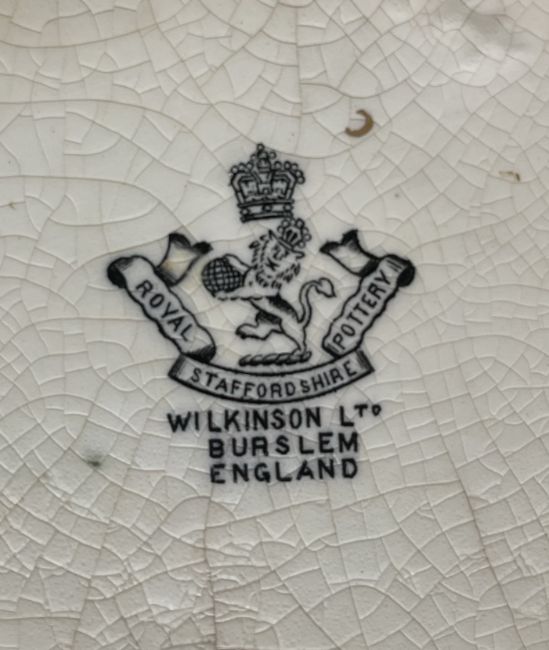 ROYAL
STAFFORDSHIRE
POTTERY
WILKINSON LTD
BURSLEM
ENGLAND